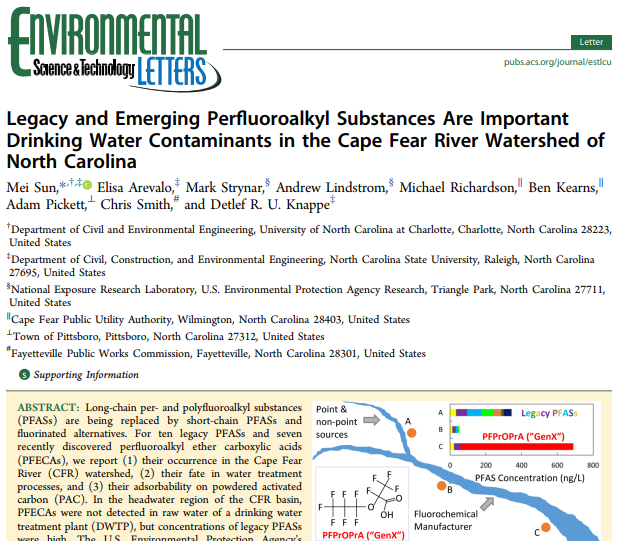 ENVIRONMENTAL
Science & Technology LETTERS
Letter
pubs.acs.org/journal/estlcu
Legacy and Emerging Perfluoroalkyl Substances Are Important
Drinking Water Contaminants in the Cape Fear River Watershed of
North Carolina
Mei Sun,*,†,‡ Elisa Arevalo,‡ Mark Strynar,§ Andrew Lindstrom,§ Michael Richardson,∥ Ben Kearns,∥
Adam Pickett,⊥ Chris Smith,# and Detlef R. U. Knappe‡
†Department of Civil and Environmental Engineering, University of North Carolina at Charlotte, Charlotte, North Carolina 28223,
United States
‡Department of Civil, Construction, and Environmental Engineering, North Carolina State University, Raleigh, North Carolina
27695, United States
§National Exposure Research Laboratory, U.S. Environmental Protection Agency Research, Triangle Park, North Carolina 27711,
United States
∥Cape Fear Public Utility Authority, Wilmington, North Carolina 28403, United States
⊥Town of Pittsboro, Pittsboro, North Carolina 27312, United States
#Fayetteville Public Works Commission, Fayetteville, North Carolina 28301, United States
S Supporting Information
ABSTRACT: Long-chain per- and polyfluoroalkyl substances
(PFASs) are being replaced by short-chain PFASs and
fluorinated alternatives. For ten legacy PFASs and seven
recently discovered perfluoroalkyl ether carboxylic acids
(PFECAs), we report (1) their occurrence in the Cape Fear
River (CFR) watershed, (2) their fate in water treatment
processes, and (3) their adsorbability on powdered activated
carbon (PAC). In the headwater region of the CFR basin,
PFECAs were not detected in raw water of a drinking water
treatment plant (DWTP), but concentrations of legacy PFASs
were high. The U.S. Environmental Protection Agency's
Point &
non-point
sources
A
A
Legacy PFASs
B
PFPrOPrA ("GenX")
C
0 200 400 600 800
PFAS Concentration (ng/L)
B
Fluorochemical
Manufacturer
C
F
F F F F
F F F O OH
F F
O
PFPrOPrA ("GenX")